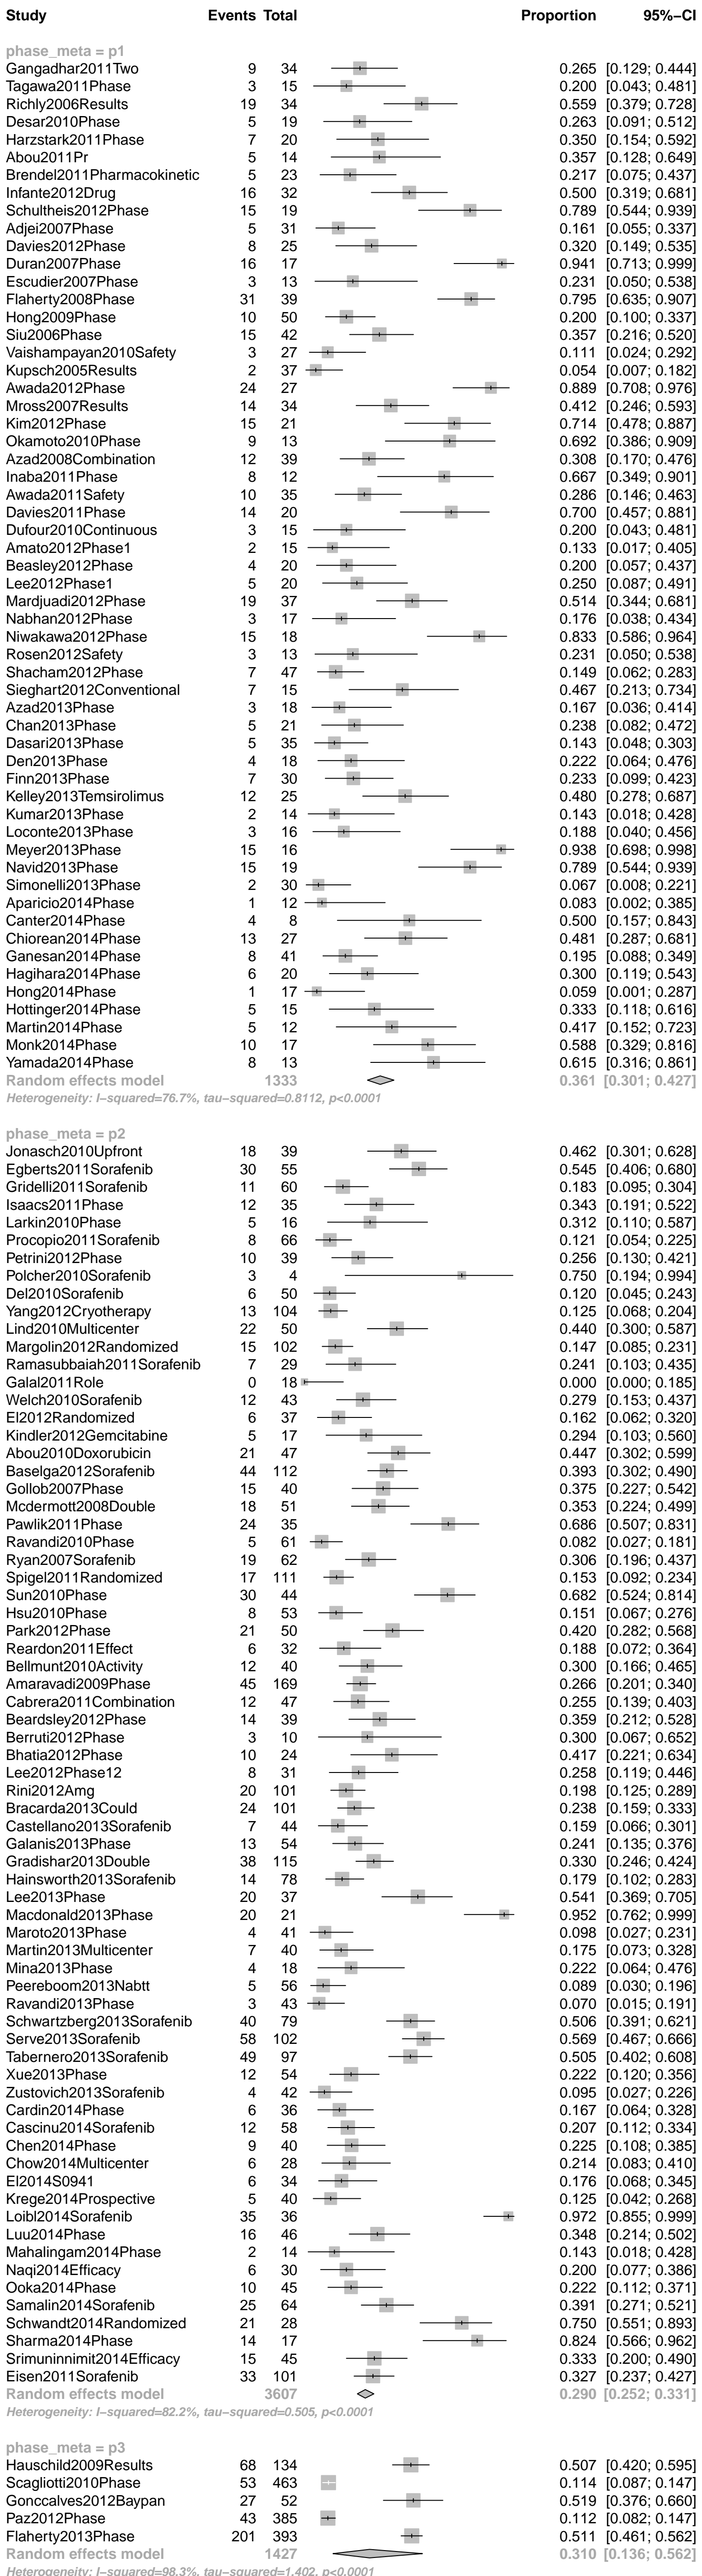 Study Events Total Proportion 95%−CI
phase_meta = p1
Gangadhar2011Two 9 34 0.265 [0.129; 0.444]
Tagawa2011Phase 3 15 0.200 [0.043; 0.481]
Richly2006Results 19 34 0.559 [0.379; 0.728]
Desar2010Phase 5 19 0.263 [0.091; 0.512]
Harzstark2011Phase 7 20 0.350 [0.154; 0.592]
Abou2011Pr 5 14 0.357 [0.128; 0.649]
Brendel2011Pharmacokinetic 5 23 0.217 [0.075; 0.437]
Infante2012Drug 16 32 0.500 [0.319; 0.681]
Schultheis2012Phase 15 19 0.789 [0.544; 0.939]
Adjei2007Phase 5 31 0.161 [0.055; 0.337]
Davies2012Phase 8 25 0.320 [0.149; 0.535]
Duran2007Phase 16 17 0.941 [0.713; 0.999]
Escudier2007Phase 3 13 0.231 [0.050; 0.538]
Flaherty2008Phase 31 39 0.795 [0.635; 0.907]
Hong2009Phase 10 50 0.200 [0.100; 0.337]
Siu2006Phase 15 42 0.357 [0.216; 0.520]
Vaishampayan2010Safety 3 27 0.111 [0.024; 0.292]
Kupsch2005Results 2 37 0.054 [0.007; 0.182]
Awada2012Phase 24 27 0.889 [0.708; 0.976]
Mross2007Results 14 34 0.412 [0.246; 0.593]
Kim2012Phase 15 21 0.714 [0.478; 0.887]
Okamoto2010Phase 9 13 0.692 [0.386; 0.909]
Azad2008Combination 12 39 0.308 [0.170; 0.476]
Inaba2011Phase 8 12 0.667 [0.349; 0.901]
Awada2011Safety 10 35 0.286 [0.146; 0.463]
Davies2011Phase 14 20 0.700 [0.457; 0.881]
Dufour2010Continuous 3 15 0.200 [0.043; 0.481]
Amato2012Phase1 2 15 0.133 [0.017; 0.405]
Beasley2012Phase 4 20 0.200 [0.057; 0.437]
Lee2012Phase1 5 20 0.250 [0.087; 0.491]
Mardjuadi2012Phase 19 37 0.514 [0.344; 0.681]
Nabhan2012Phase 3 17 0.176 [0.038; 0.434]
Niwakawa2012Phase 15 18 0.833 [0.586; 0.964]
Rosen2012Safety 3 13 0.231 [0.050; 0.538]
Shacham2012Phase 7 47 0.149 [0.062; 0.283]
Sieghart2012Conventional 7 15 0.467 [0.213; 0.734]
Azad2013Phase 3 18 0.167 [0.036; 0.414]
Chan2013Phase 5 21 0.238 [0.082; 0.472]
Dasari2013Phase 5 35 0.143 [0.048; 0.303]
Den2013Phase 4 18 0.222 [0.064; 0.476]
Finn2013Phase 7 30 0.233 [0.099; 0.423]
Kelley2013Temsirolimus 12 25 0.480 [0.278; 0.687]
Kumar2013Phase 2 14 0.143 [0.018; 0.428]
Loconte2013Phase 3 16 0.188 [0.040; 0.456]
Meyer2013Phase 15 16 0.938 [0.698; 0.998]
Navid2013Phase 15 19 0.789 [0.544; 0.939]
Simonelli2013Phase 2 30 0.067 [0.008; 0.221]
Aparicio2014Phase 1 12 0.083 [0.002; 0.385]
Canter2014Phase 4 8 0.500 [0.157; 0.843]
Chiorean2014Phase 13 27 0.481 [0.287; 0.681]
Ganesan2014Phase 8 41 0.195 [0.088; 0.349]
Hagihara2014Phase 6 20 0.300 [0.119; 0.543]
Hong2014Phase 1 17 0.059 [0.001; 0.287]
Hottinger2014Phase 5 15 0.333 [0.118; 0.616]
Martin2014Phase 5 12 0.417 [0.152; 0.723]
Monk2014Phase 10 17 0.588 [0.329; 0.816]
Yamada2014Phase 8 13 0.615 [0.316; 0.861]
Random effects model 1333 0.361 [0.301; 0.427]
Heterogeneity: I−squared=76.7%, tau−squared=0.8112, p<0.0001
phase_meta = p2
Jonasch2010Upfront 18 39 0.462 [0.301; 0.628]
Egberts2011Sorafenib 30 55 0.545 [0.406; 0.680]
Gridelli2011Sorafenib 11 60 0.183 [0.095; 0.304]
Isaacs2011Phase 12 35 0.343 [0.191; 0.522]
Larkin2010Phase 5 16 0.312 [0.110; 0.587]
Procopio2011Sorafenib 8 66 0.121 [0.054; 0.225]
Petrini2012Phase 10 39 0.256 [0.130; 0.421]
Polcher2010Sorafenib 3 4 0.750 [0.194; 0.994]
Del2010Sorafenib 6 50 0.120 [0.045; 0.243]
Yang2012Cryotherapy 13 104 0.125 [0.068; 0.204]
Lind2010Multicenter 22 50 0.440 [0.300; 0.587]
Margolin2012Randomized 15 102 0.147 [0.085; 0.231]
Ramasubbaiah2011Sorafenib 7 29 0.241 [0.103; 0.435]
Galal2011Role 0 18 0.000 [0.000; 0.185]
Welch2010Sorafenib 12 43 0.279 [0.153; 0.437]
El2012Randomized 6 37 0.162 [0.062; 0.320]
Kindler2012Gemcitabine 5 17 0.294 [0.103; 0.560]
Abou2010Doxorubicin 21 47 0.447 [0.302; 0.599]
Baselga2012Sorafenib 44 112 0.393 [0.302; 0.490]
Gollob2007Phase 15 40 0.375 [0.227; 0.542]
Mcdermott2008Double 18 51 0.353 [0.224; 0.499]
Pawlik2011Phase 24 35 0.686 [0.507; 0.831]
Ravandi2010Phase 5 61 0.082 [0.027; 0.181]
Ryan2007Sorafenib 19 62 0.306 [0.196; 0.437]
Spigel2011Randomized 17 111 0.153 [0.092; 0.234]
Sun2010Phase 30 44 0.682 [0.524; 0.814]
Hsu2010Phase 8 53 0.151 [0.067; 0.276]
Park2012Phase 21 50 0.420 [0.282; 0.568]
Reardon2011Effect 6 32 0.188 [0.072; 0.364]
Bellmunt2010Activity 12 40 0.300 [0.166; 0.465]
Amaravadi2009Phase 45 169 0.266 [0.201; 0.340]
Cabrera2011Combination 12 47 0.255 [0.139; 0.403]
Beardsley2012Phase 14 39 0.359 [0.212; 0.528]
Berruti2012Phase 3 10 0.300 [0.067; 0.652]
Bhatia2012Phase 10 24 0.417 [0.221; 0.634]
Lee2012Phase12 8 31 0.258 [0.119; 0.446]
Rini2012Amg 20 101 0.198 [0.125; 0.289]
Bracarda2013Could 24 101 0.238 [0.159; 0.333]
Castellano2013Sorafenib 7 44 0.159 [0.066; 0.301]
Galanis2013Phase 13 54 0.241 [0.135; 0.376]
Gradishar2013Double 38 115 0.330 [0.246; 0.424]
Hainsworth2013Sorafenib 14 78 0.179 [0.102; 0.283]
Lee2013Phase 20 37 0.541 [0.369; 0.705]
Macdonald2013Phase 20 21 0.952 [0.762; 0.999]
Maroto2013Phase 4 41 0.098 [0.027; 0.231]
Martin2013Multicenter 7 40 0.175 [0.073; 0.328]
Mina2013Phase 4 18 0.222 [0.064; 0.476]
Peereboom2013Nabtt 5 56 0.089 [0.030; 0.196]
Ravandi2013Phase 3 43 0.070 [0.015; 0.191]
Schwartzberg2013Sorafenib 40 79 0.506 [0.391; 0.621]
Serve2013Sorafenib 58 102 0.569 [0.467; 0.666]
Tabernero2013Sorafenib 49 97 0.505 [0.402; 0.608]
Xue2013Phase 12 54 0.222 [0.120; 0.356]
Zustovich2013Sorafenib 4 42 0.095 [0.027; 0.226]
Cardin2014Phase 6 36 0.167 [0.064; 0.328]
Cascinu2014Sorafenib 12 58 0.207 [0.112; 0.334]
Chen2014Phase 9 40 0.225 [0.108; 0.385]
Chow2014Multicenter 6 28 0.214 [0.083; 0.410]
El2014S0941 6 34 0.176 [0.068; 0.345]
Krege2014Prospective 5 40 0.125 [0.042; 0.268]
Loibl2014Sorafenib 35 36 0.972 [0.855; 0.999]
Luu2014Phase 16 46 0.348 [0.214; 0.502]
Mahalingam2014Phase 2 14 0.143 [0.018; 0.428]
Naqi2014Efficacy 6 30 0.200 [0.077; 0.386]
Ooka2014Phase 10 45 0.222 [0.112; 0.371]
Samalin2014Sorafenib 25 64 0.391 [0.271; 0.521]
Schwandt2014Randomized 21 28 0.750 [0.551; 0.893]
Sharma2014Phase 14 17 0.824 [0.566; 0.962]
Srimuninnimit2014Efficacy 15 45 0.333 [0.200; 0.490]
Eisen2011Sorafenib 33 101 0.327 [0.237; 0.427]
Random effects model 3607 0.290 [0.252; 0.331]
Heterogeneity: I−squared=82.2%, tau−squared=0.505, p<0.0001
phase_meta = p3
Hauschild2009Results 68 134 0.507 [0.420; 0.595]
Scagliotti2010Phase 53 463 0.114 [0.087; 0.147]
Gonccalves2012Baypan 27 52 0.519 [0.376; 0.660]
Paz2012Phase 43 385 0.112 [0.082; 0.147]
Flaherty2013Phase 201 393 0.511 [0.461; 0.562]
Random effects model 1427 0.310 [0.136; 0.562]
Heterogeneity: I−squared=98.3%, tau−squared=1.402, p<0.0001